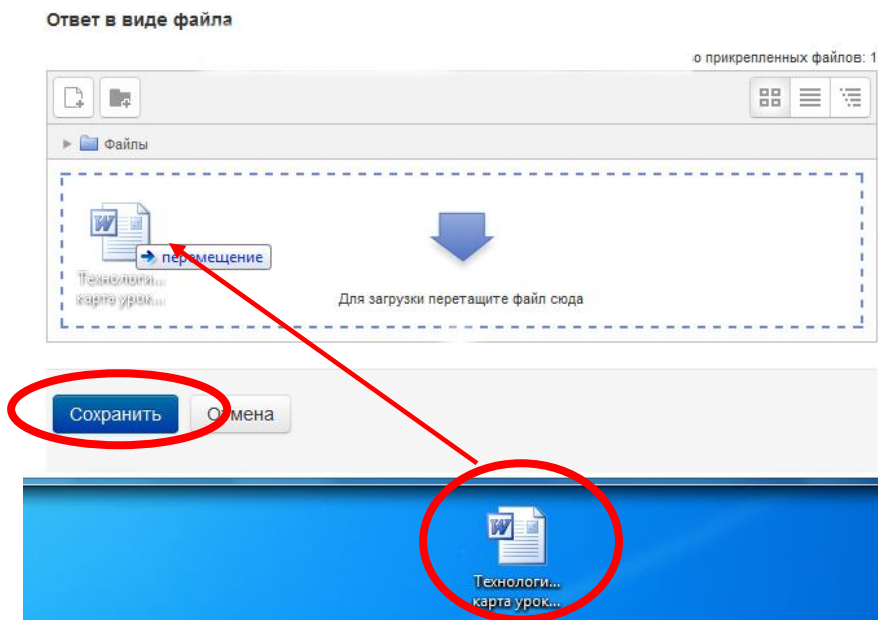 Ответ в виде файла
о прикрепленных файлов: 1
Файлы
перемещение
Технологи...
карта урок...
Для загрузки перетащите файл сюда
Сохранить
Отмена
Технологи...
карта урок...